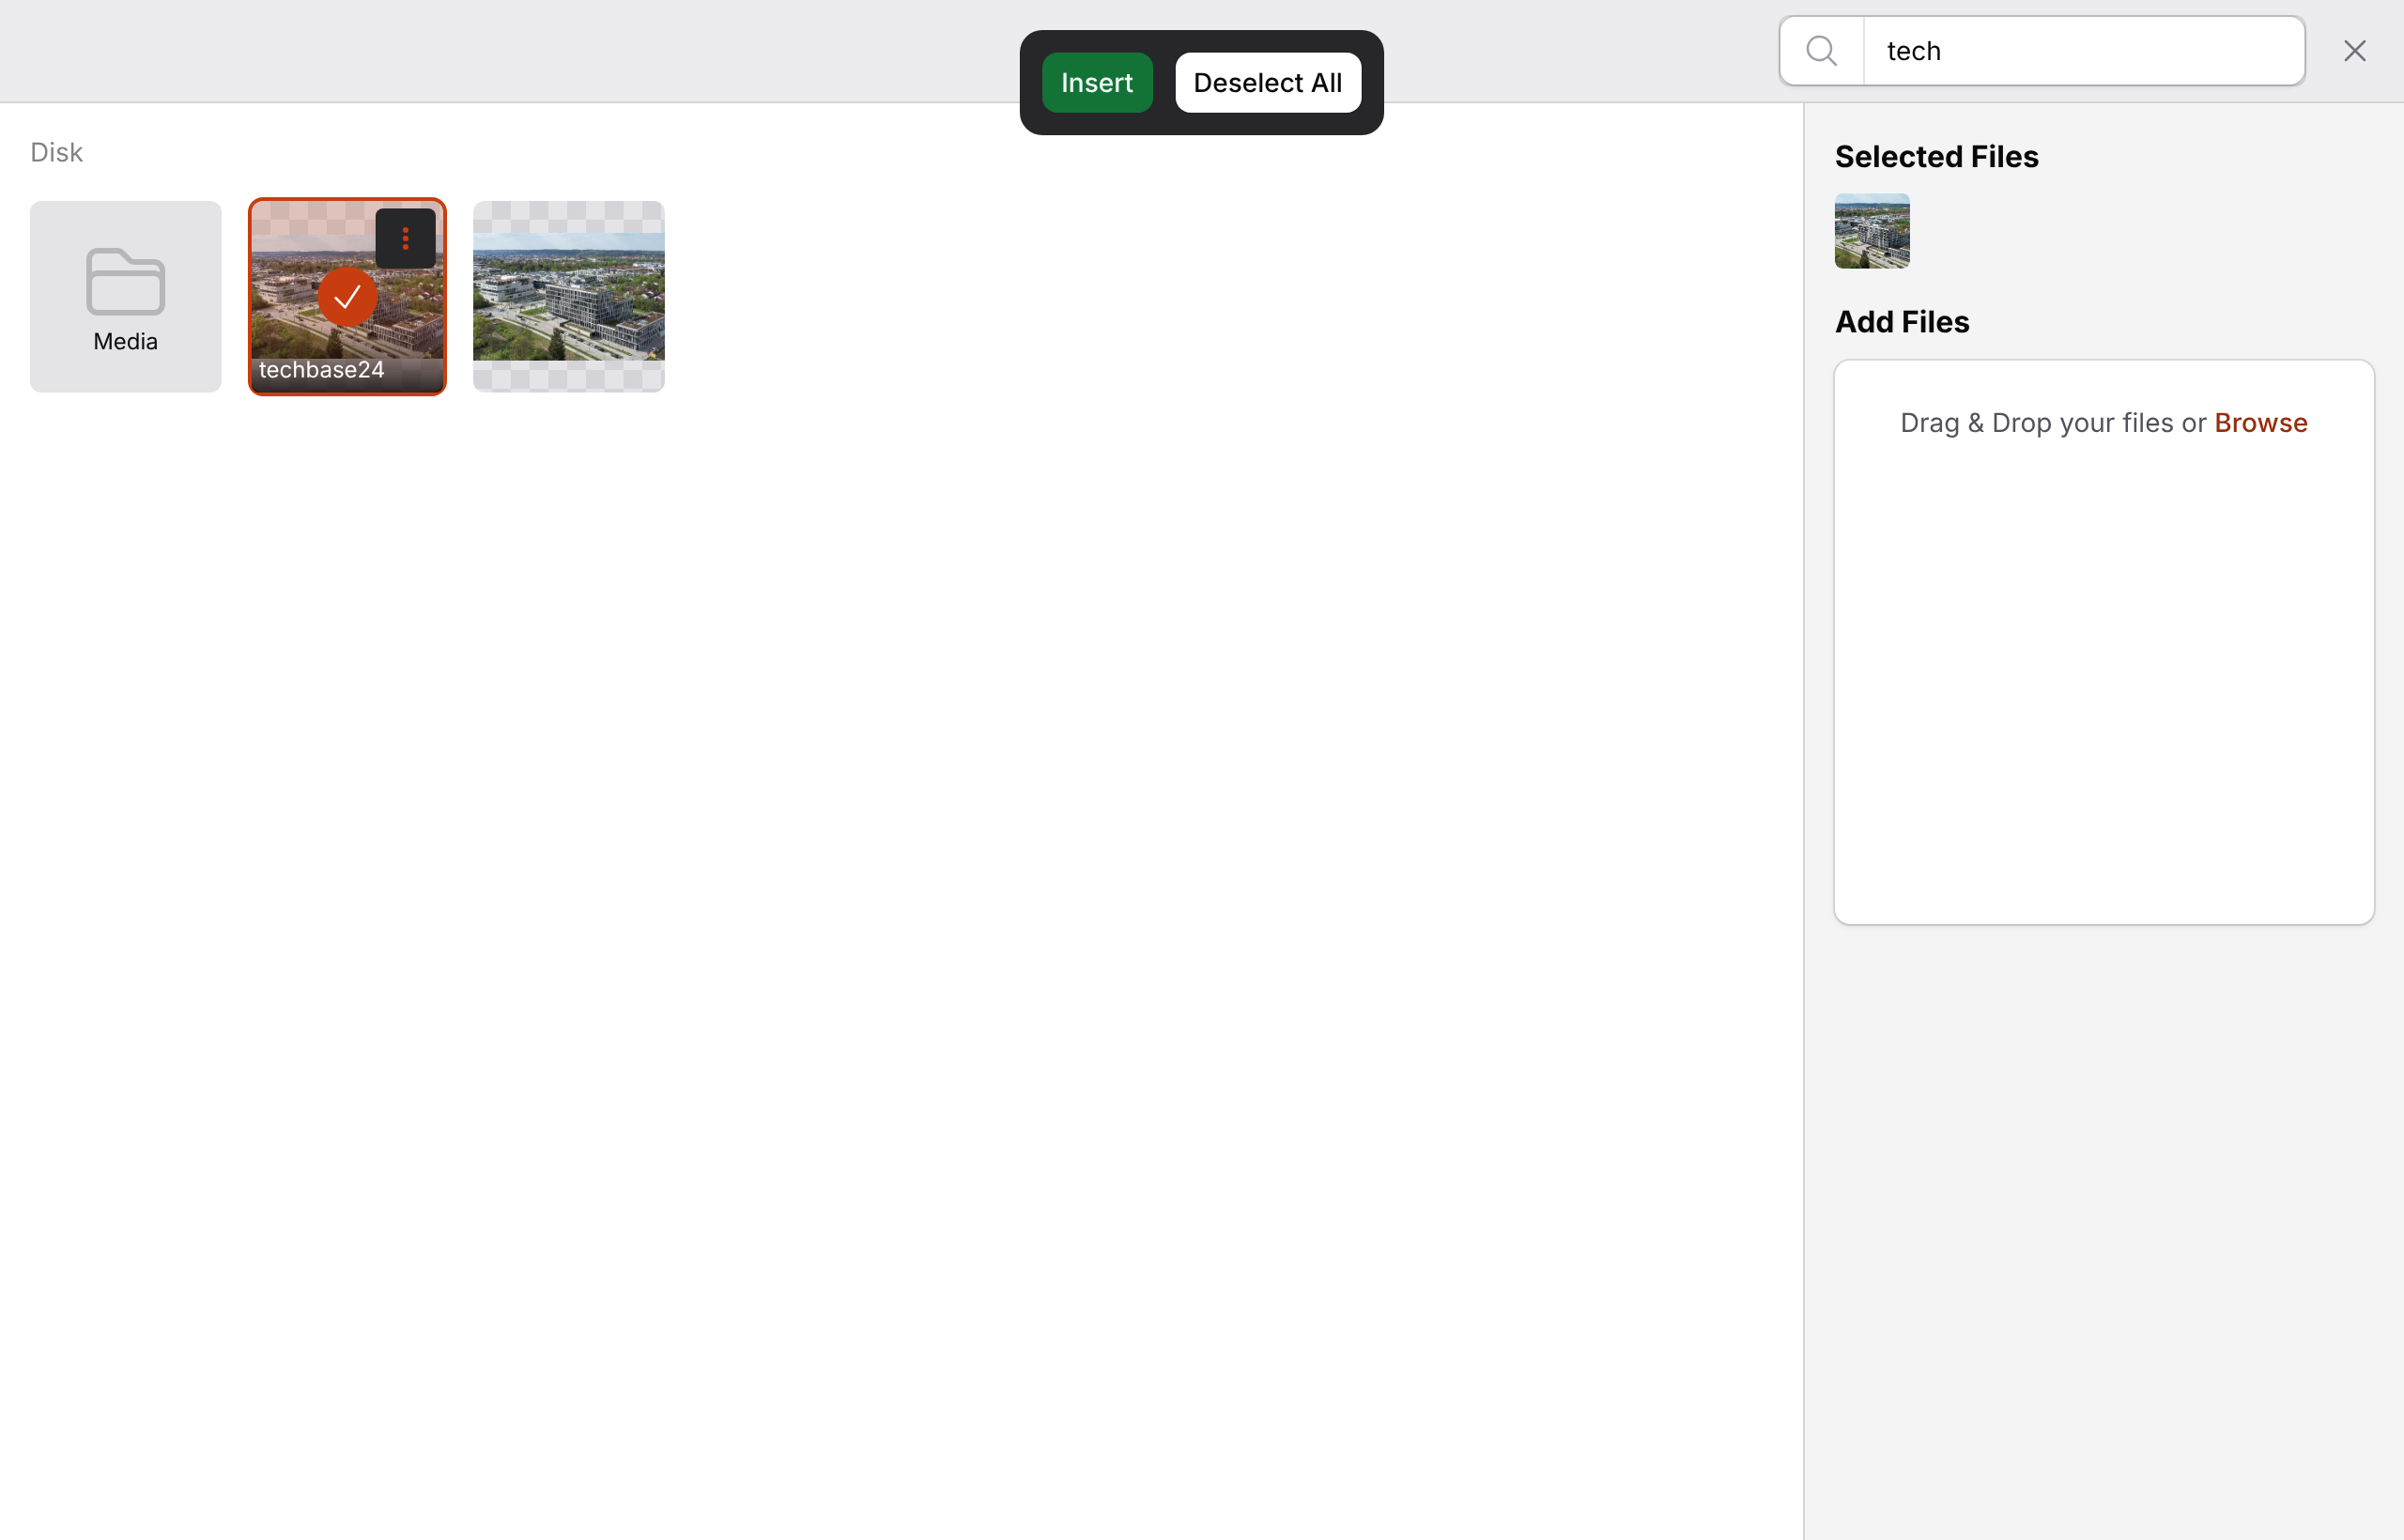 Insert
Deselect All
tech
Disk
Media
techbase24
Selected Files
Add Files
Drag & Drop your files or Browse